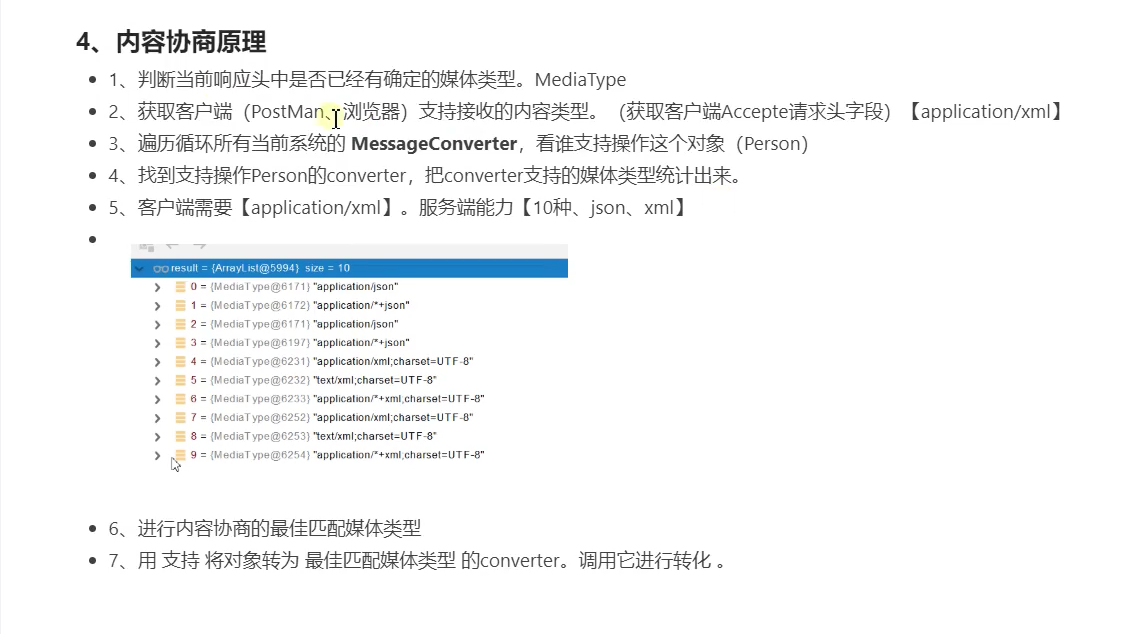 4、内容协商原理
1、判断当前响应头中是否已经有确定的媒体类型。MediaType
2、获取客户端（PostMan、浏览器）支持接收的内容类型。（获取客户端Accepte请求头字段）【application/xml】
3、遍历循环所有当前系统的 MessageConverter，看谁支持操作这个对象（Person）
4、找到支持操作Person的converter，把converter支持的媒体类型统计出来。
5、客户端需要【application/xml】。服务端能力【10种、json、xml】
result = {ArrayList@5994} size = 10
0 = {MediaType@6171} "application/json"
1 = {MediaType@6172} "application/*+json"
2 = {MediaType@6171} "application/json"
3 = {MediaType@6197} "application/*+json"
4 = {MediaType@6231} "application/xml;charset=UTF-8"
5 = {MediaType@6232} "text/xml;charset=UTF-8"
6 = {MediaType@6233} "application/*+xml;charset=UTF-8"
7 = {MediaType@6252} "application/xml;charset=UTF-8"
8 = {MediaType@6253} "text/xml;charset=UTF-8"
9 = {MediaType@6254} "application/*+xml;charset=UTF-8"
6、进行内容协商的最佳匹配媒体类型
7、用 支持 将对象转为 最佳匹配媒体类型 的converter。调用它进行转化 。